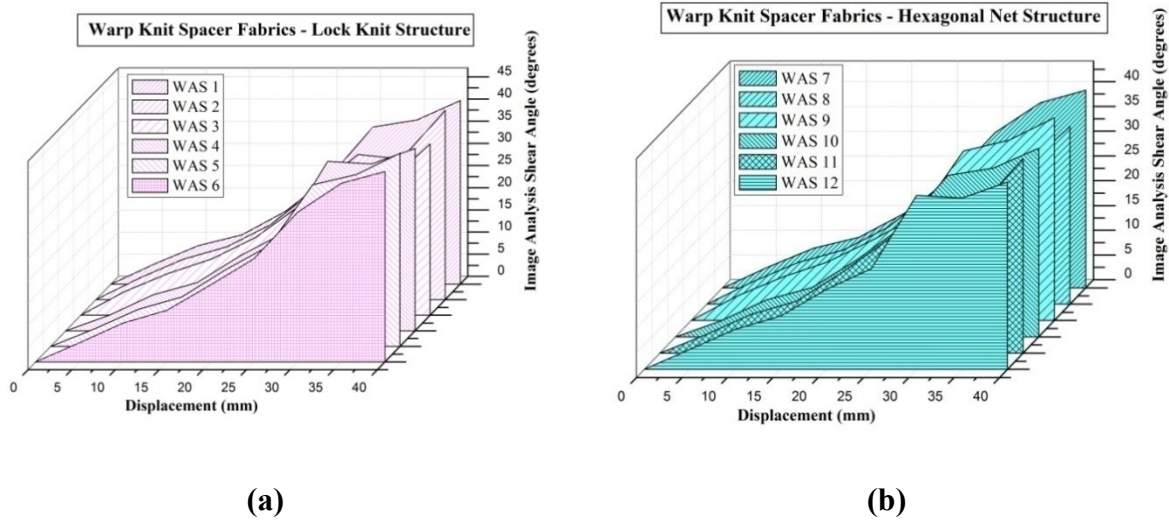 Warp Knit Spacer Fabrics - Lock Knit Structure
WAS 1
WAS 2
WAS 3
WAS 4
WAS 5
WAS 6
45
40
35
30
25
20
15
10
5
0
Image Analysis Shear Angle (degrees)
0 5 10 15 20 25 30 35 40
Displacement (mm)
(a)
Warp Knit Spacer Fabrics - Hexagonal Net Structure
WAS 7
WAS 8
WAS 9
WAS 10
WAS 11
WAS 12
40
35
30
25
20
15
10
5
0
Image Analysis Shear Angle (degrees)
0 5 10 15 20 25 30 35 40
Displacement (mm)
(b)